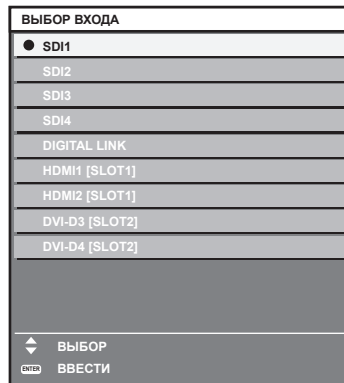 ВЫБОР ВХОДА
SDI1
SDI2
SDI3
SDI4
DIGITAL LINK
HDMI1 [SLOT1]
HDMI2 [SLOT1]
DVI-D3 [SLOT2]
DVI-D4 [SLOT2]
ВЫБОР
ENTER ВВЕСТИ